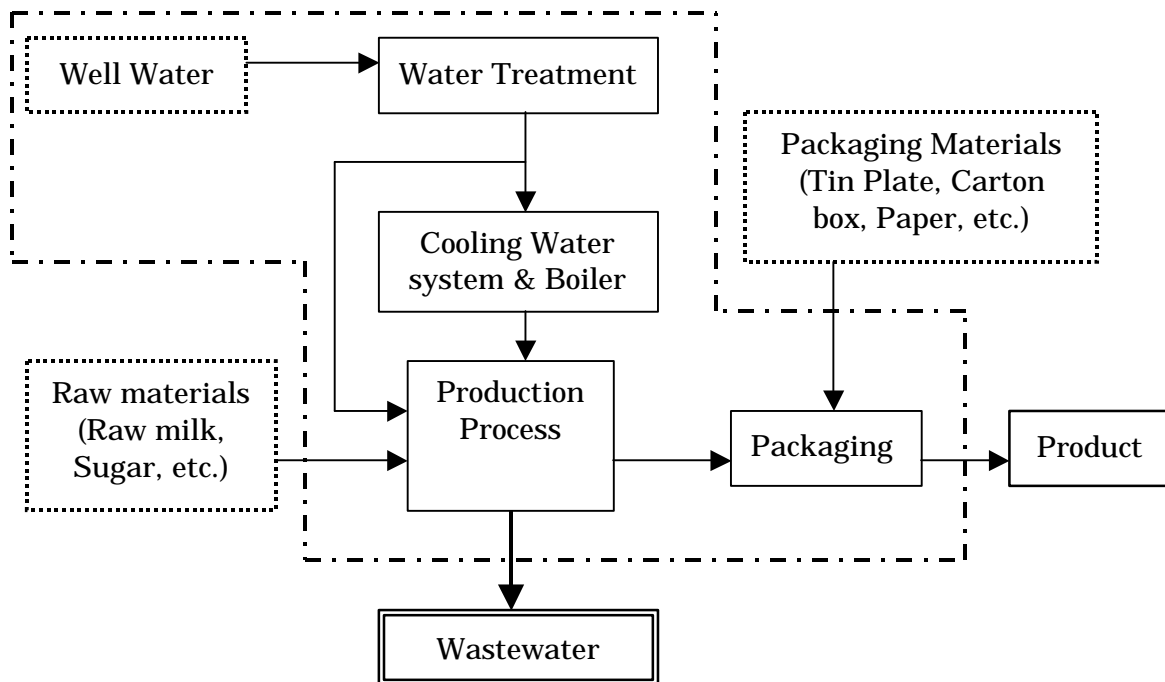 Well Water
Water Treatment
Packaging Materials
(Tin Plate, Carton
box, Paper, etc.)
Cooling Water
system & Boiler
Raw materials
(Raw milk,
Sugar, etc.)
Production
Process
Packaging
Product
Wastewater